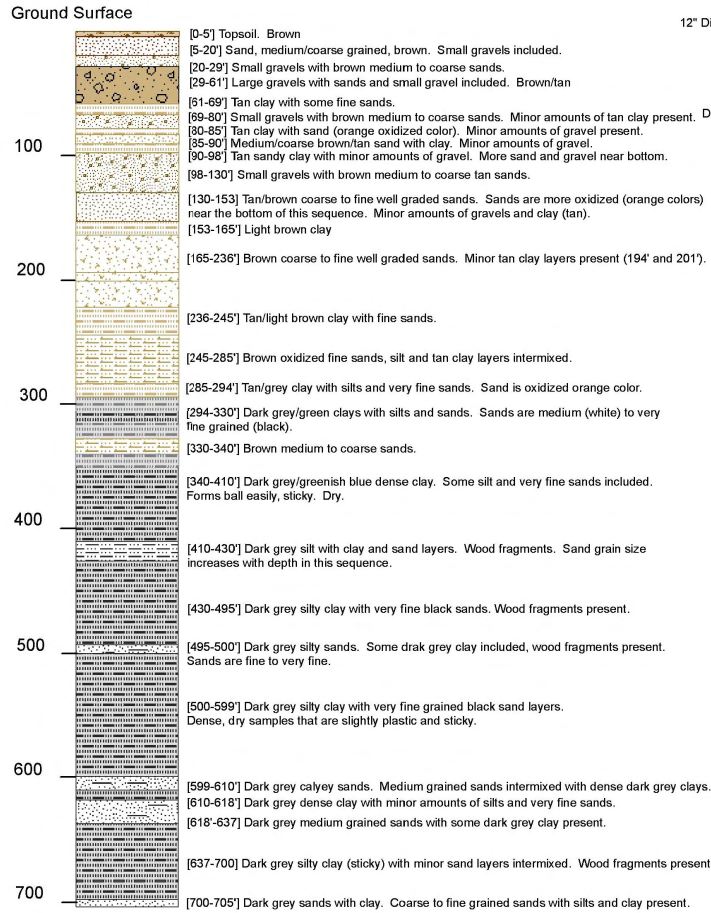 Ground Surface
12" Di
[0-5'] Topsoil. Brown
[5-20'] Sand, medium/coarse grained, brown. Small gravels included.
[20-29'] Small gravels with brown medium to coarse sands.
[29-61'] Large gravels with sands and small gravel included. Brown/tan
[61-69'] Tan clay with some fine sands.
[69-80'] Small gravels with brown medium to coarse sands. Minor amounts of tan clay present. D
[80-85'] Tan clay with sand (orange oxidized color). Minor amounts of gravel present.
[85-90'] Medium/coarse brown/tan sand with clay. Minor amounts of gravel.
100
[90-98'] Tan sandy clay with minor amounts of gravel. More sand and gravel near bottom.
[98-130'] Small gravels with brown medium to coarse tan sands.
[130-153] Tan/brown coarse to fine well graded sands. Sands are more oxidized (orange colors)
near the bottom of this sequence. Minor amounts of gravels and clay (tan).
[153-165'] Light brown clay
[165-236'] Brown coarse to fine well graded sands. Minor tan clay layers present (194' and 201').
200
[236-245'] Tan/light brown clay with fine sands.
[245-285'] Brown oxidized fine sands, silt and tan clay layers intermixed.
[285-294'] Tan/grey clay with silts and very fine sands. Sand is oxidized orange color.
300
[294-330'] Dark grey/green clays with silts and sands. Sands are medium (white) to very
fine grained (black).
[330-340'] Brown medium to coarse sands.
[340-410'] Dark grey/greenish blue dense clay. Some silt and very fine sands included.
Forms ball easily, sticky. Dry.
400
[410-430'] Dark grey silt with clay and sand layers. Wood fragments. Sand grain size
increases with depth in this sequence.
[430-495'] Dark grey silty clay with very fine black sands. Wood fragments present.
500
[495-500'] Dark grey silty sands. Some drak grey clay included, wood fragments present.
Sands are fine to very fine.
[500-599'] Dark grey silty clay with very fine grained black sand layers.
Dense, dry samples that are slightly plastic and sticky.
600
[599-610'] Dark grey calyey sands. Medium grained sands intermixed with dense dark grey clays.
[610-618'] Dark grey dense clay with minor amounts of silts and very fine sands.
[618'-637] Dark grey medium grained sands with some dark grey clay present.
[637-700] Dark grey silty clay (sticky) with minor sand layers intermixed. Wood fragments present
700
[700-705'] Dark grey sands with clay. Coarse to fine grained sands with silts and clay present.